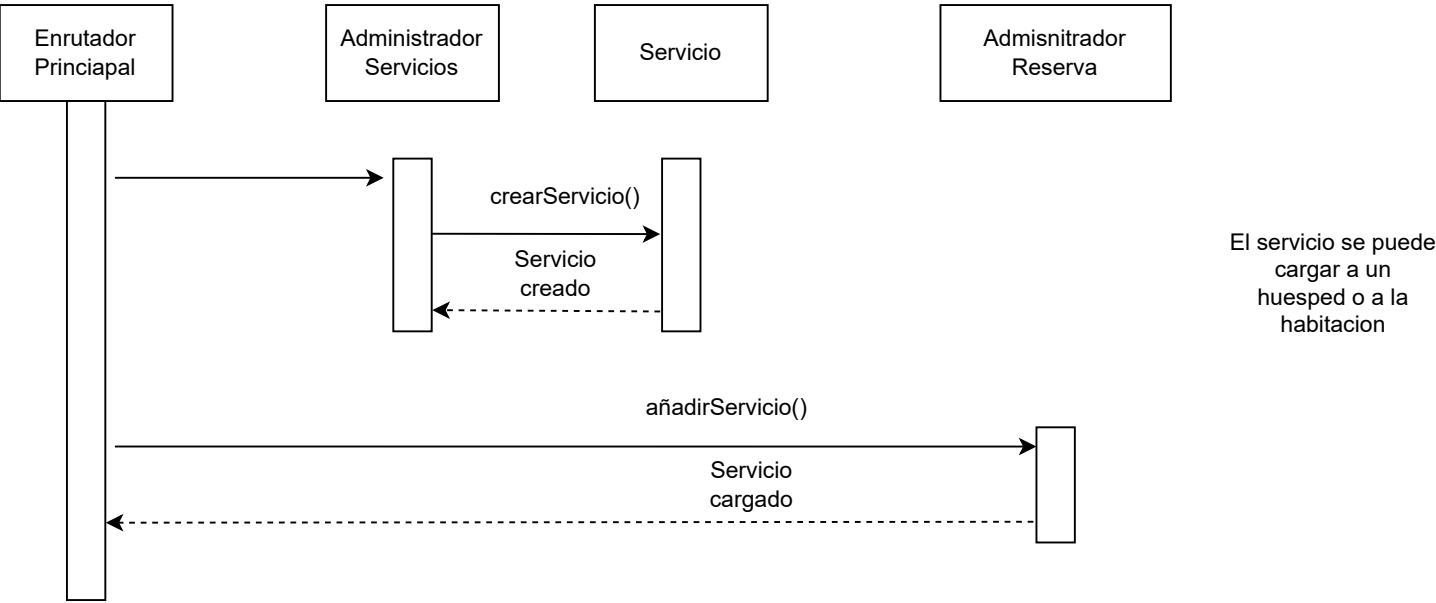 Enrutador
Princiapal
Administrador
Servicios
Servicio
Admisnitrador
Reserva
crearServicio()
Servicio
creado
El servicio se puede
cargar a un
huesped o a la
habitacion
añadirServicio()
Servicio
cargado